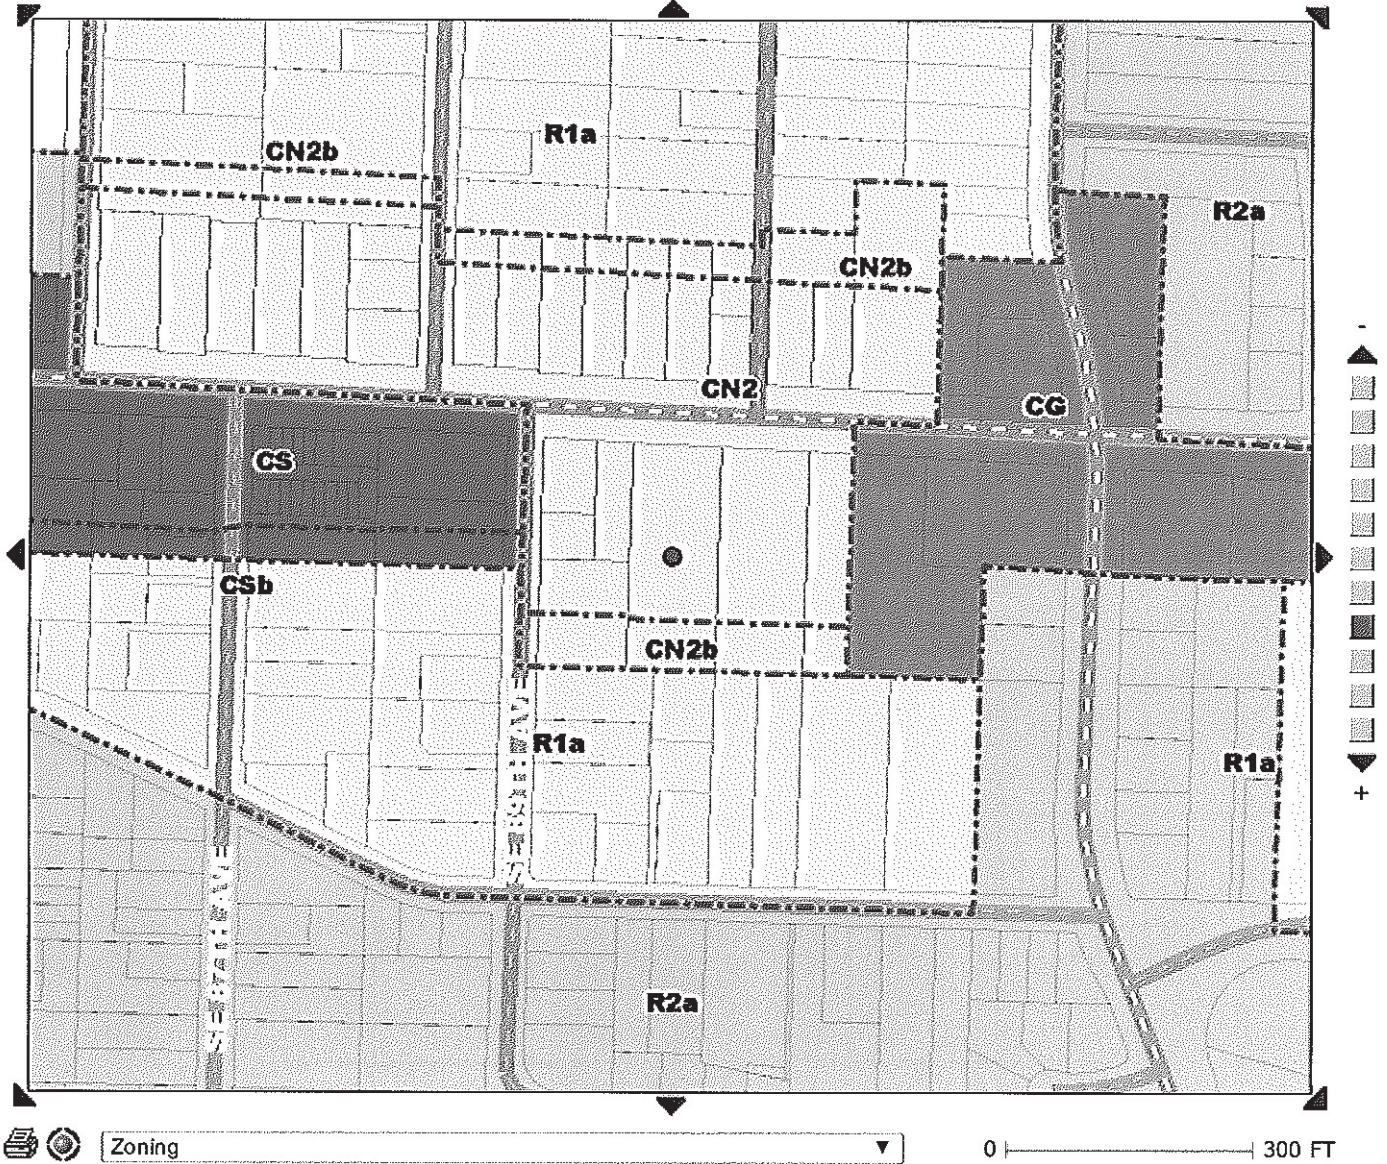 R1a
CN2b
R2a
CN2b
-
CN2
CG
CS
CSb
CN2b
R1a
R1a
+
R2a
Zoning
0
300 FT